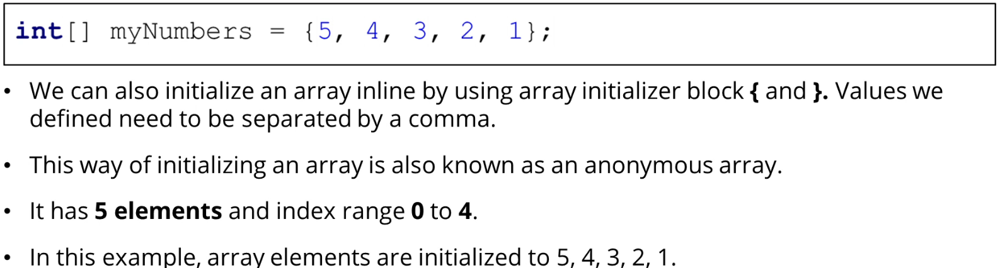 int[] myNumbers = {5, 4, 3, 2, 1};
• We can also initialize an array inline by using array initializer block { and }. Values we
defined need to be separated by a comma.
• This way of initializing an array is also known as an anonymous array.
• It has 5 elements and index range 0 to 4.
• In this example, array elements are initialized to 5, 4, 3, 2, 1.